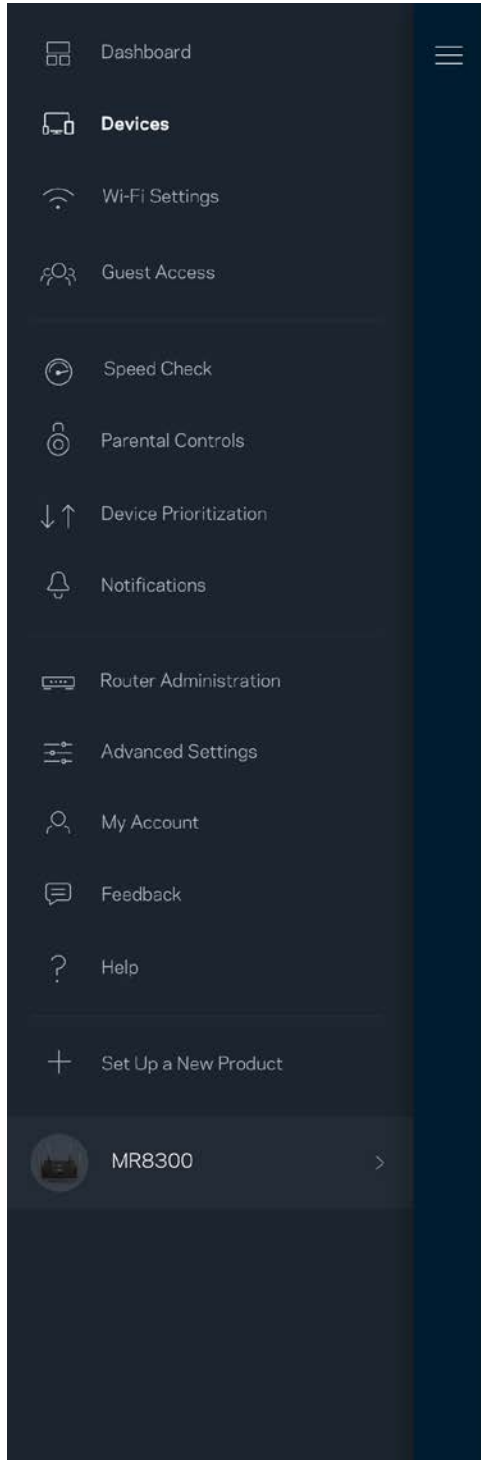 Dashboard
Devices
Wi-Fi Settings
Guest Access
Speed Check
Parental Controls
Device Prioritization
Notifications
Router Administration
Advanced Settings
My Account
Feedback
Help
Set Up a New Product
MR8300